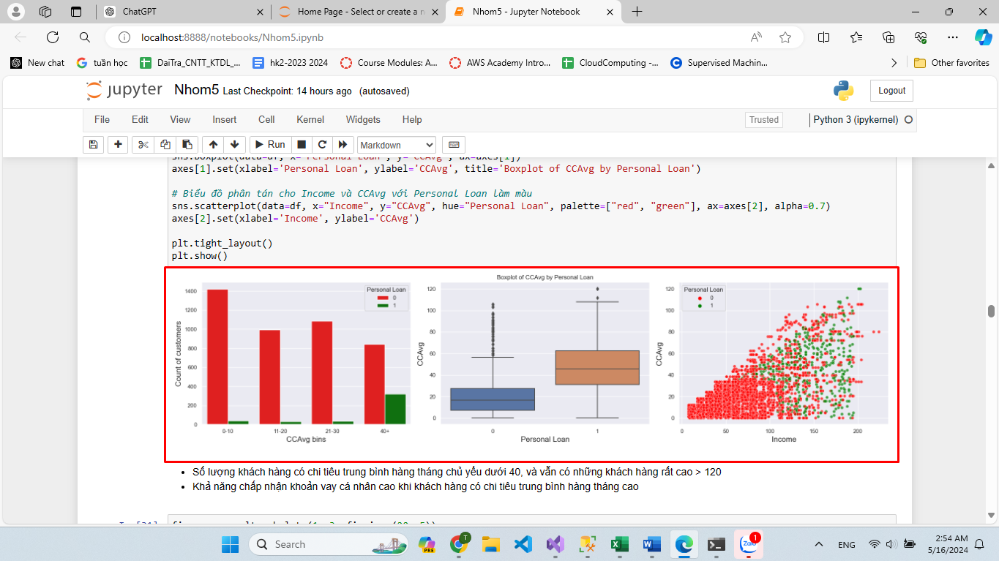 ChatGPT
Home Page - Select or create a n
Nhom5 - Jupyter Notebook
localhost:8888/notebooks/Nhom5.ipynb
New chat
tuần học
DaiTra_CNTT_KTDL_...
hk2-2023 2024
Course Modules: A...
AWS Academy Intro...
CloudComputing -...
Supervised Machin...
Other favorites
jupyter Nhom5 Last Checkpoint: 14 hours ago (autosaved)
Logout
File Edit View Insert Cell Kernel Widgets Help
Trusted
Python 3 (ipykernel)
Run
Markdown
sns.boxplot(data=df, x="Personal Loan", y="CCAvg", ax=axes[1])
axes[1].set(xlabel='Personal Loan', ylabel='CCAvg', title='Boxplot of CCAvg by Personal Loan')
# Biểu đồ phân tán cho Income và CCAvg với Personal Loan làm màu
sns.scatterplot(data=df, x="Income", y="CCAvg", hue="Personal Loan", palette=["red", "green"], ax=axes[2], alpha=0.7)
axes[2].set(xlabel='Income', ylabel='CCAvg')
plt.tight_layout()
plt.show()
Count of customers
1400
1200
1000
800
600
400
200
0
Personal Loan
0
1
0-10 11-20 21-30 40+
CCAvg bins
Boxplot of CCAvg by Personal Loan
CCAvg
120
100
80
60
40
20
0
0 1
Personal Loan
CCAvg
120
100
80
60
40
20
0
Personal Loan
0
1
0 50 100 150 200
Income
Số lượng khách hàng có chi tiêu trung bình hàng tháng chủ yếu dưới 40, và vẫn có những khách hàng rất cao > 120
Khả năng chấp nhận khoản vay cá nhân cao khi khách hàng có chi tiêu trung bình hàng tháng cao
Search
PRE
T
Zalo
1
ENG
2:54 AM
5/16/2024